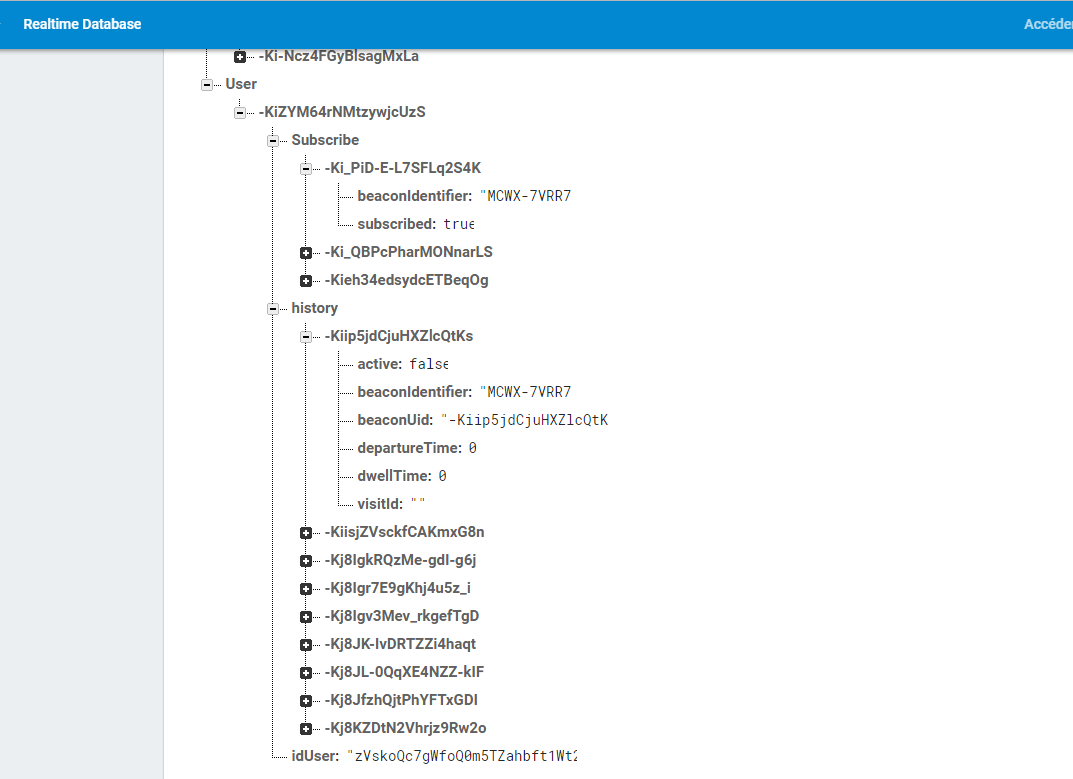 Realtime Database Accéder
-Ki-Ncz4FGyBlsagMxLa
User
-KiZYM64rNMtzywjcUzS
Subscribe
-Ki_PiD-E-L7SFLq2S4K
beaconIdentifier: "MCWX-7VRR7
subscribed: true
-Ki_QBPcPharMONnarLS
-Kieh34edsydcETBeqOg
history
-Kiip5jdCjuHXZlcQtKs
active: false
beaconIdentifier: "MCWX-7VRR7
beaconUid: "-Kiip5jdCjuHXZlcQtK
departureTime: 0
dwellTime: 0
visitId: ""
-KiisjZVsckfCAKmxG8n
-Kj8IgkRQzMe-gdI-g6j
-Kj8Igr7E9gKhj4u5z_i
-Kj8Igv3Mev_rkgefTgD
-Kj8JK-IvDRTZZi4haqt
-Kj8JL-0QqXE4NZZ-kIF
-Kj8JfzhQjtPhYFTxGDI
-Kj8KZDtN2Vhrjz9Rw2o
idUser: "zVskoQc7gWfoQ0m5TZahbft1Wt2